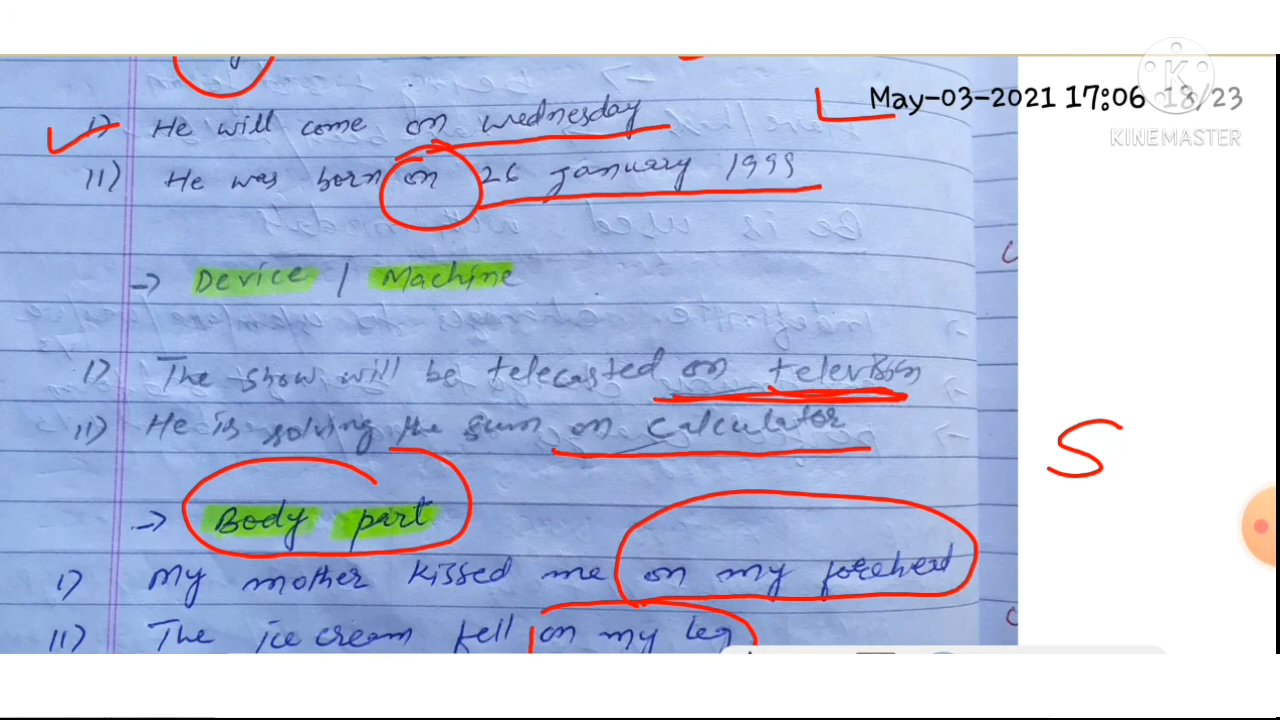 May-03-2021 17:06 18/23
KINEMASTER
I) He will come on wednesday
II) He was born on 26 january 1999
→ Device / Machine
I) The show will be telecasted on television
II) He is solving the sum on calculator
→ Body part
I) My mother kissed me on my forehead
II) The ice cream fell on my leg
S